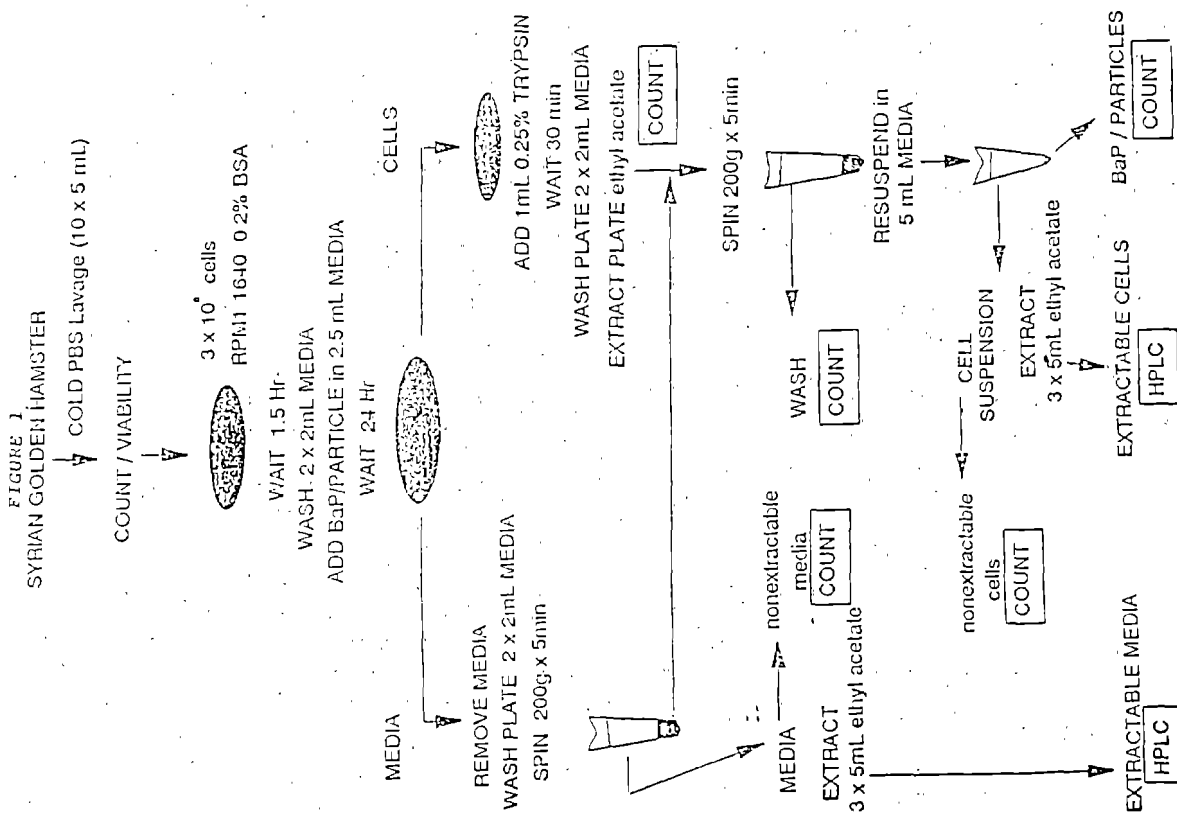 FIGURE 1
SYRIAN GOLDEN HAMSTER
COLD PBS Lavage (10 x 5 mL)
COUNT / VIABILITY
3 x 10 cells
RPM1 1640 0.2% BSA
WAIT 1.5 Hr
WASH 2 x 2mL MEDIA
ADD BaP/PARTICLE in 2.5 mL MEDIA
WAIT 24 Hr
MEDIA
REMOVE MEDIA
WASH PLATE 2 x 2mL MEDIA
SPIN 200g x 5min
CELLS
ADD 1mL 0.25% TRYPSIN
WAIT 30 min
WASH PLATE 2 x 2mL MEDIA
EXTRACT PLATE ethyl acetate
COUNT
SPIN 200g x 5min
WASH
COUNT
RESUSPEND in
5 mL MEDIA
MEDIA
nonextractable
media
COUNT
EXTRACT
3 x 5mL ethyl acetate
EXTRACTABLE MEDIA
HPLC
CELL
SUSPENSION
nonextractable
cells
COUNT
EXTRACT
3 x 5mL ethyl acetate
EXTRACTABLE CELLS
HPLC
BaP / PARTICLES
COUNT